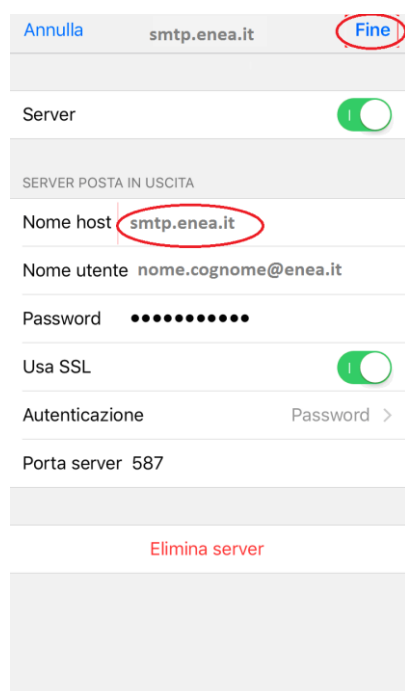 Annulla smtp.enea.it Fine
Server
SERVER POSTA IN USCITA
Nome host smtp.enea.it
Nome utente nome.cognome@enea.it
Password •••••••••••
Usa SSL
Autenticazione Password >
Porta server 587
Elimina server